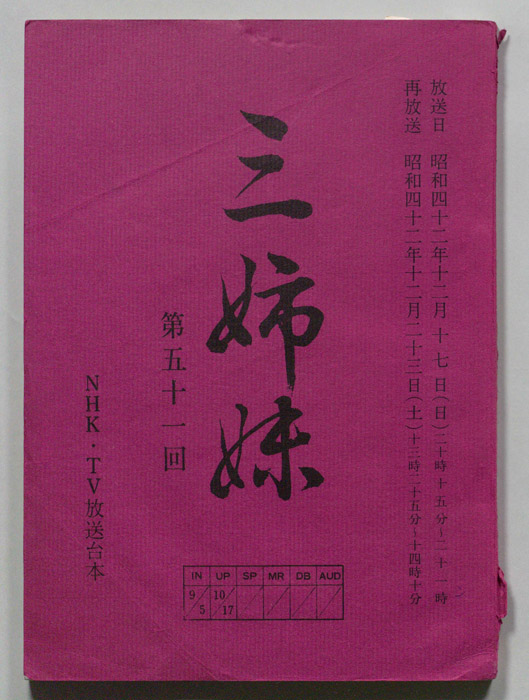 放送日 昭和四十二年十二月十七日(日)二十時十五分~二十一時
再放送 昭和四十二年十二月二十三日(土)十三時二十五分~十四時十分
三姉妹
第五十一回
NHK・TV放送台本
IN UP SP MR DB AUD
9/5 10/17